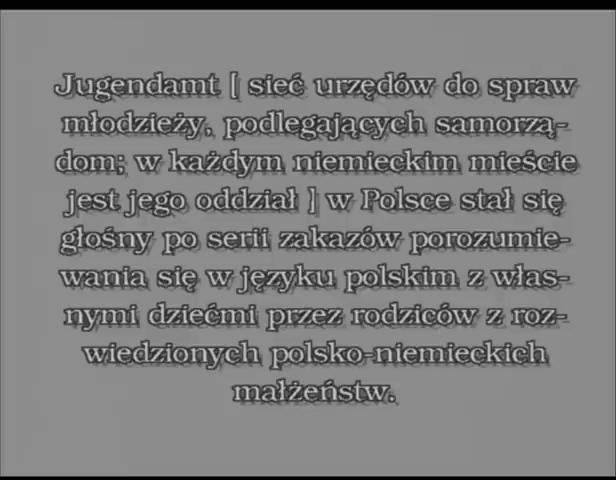 Jugendamt [ sieć urzędów do spraw
młodzieży, podlegających samorzą-
dom; w każdym niemieckim mieście
jest jego oddział ] w Polsce stał się
głośny po serii zakazów porozumie-
wania się w języku polskim z włas-
nymi dziećmi przez rodziców z roz-
wiedzionych polsko-niemieckich
małżeństw.